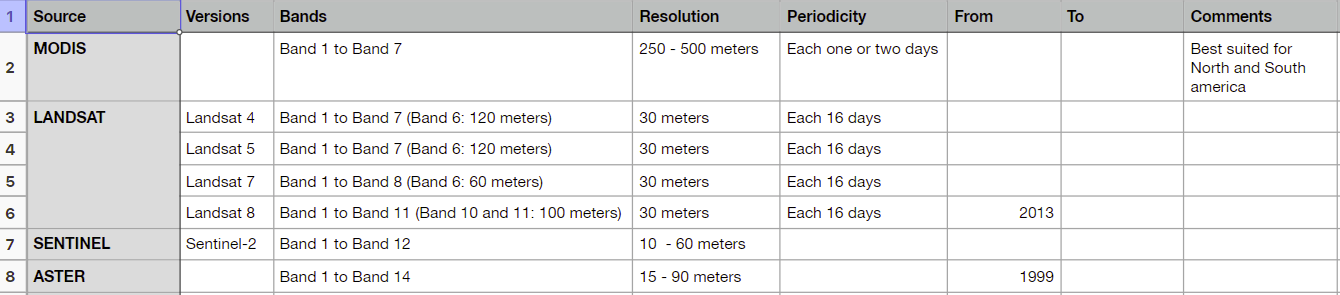 1 Source Versions Bands Resolution Periodicity From To Comments
2 MODIS Band 1 to Band 7 250 - 500 meters Each one or two days Best suited for
North and South
america
3 LANDSAT Landsat 4 Band 1 to Band 7 (Band 6: 120 meters) 30 meters Each 16 days
4 Landsat 5 Band 1 to Band 7 (Band 6: 120 meters) 30 meters Each 16 days
5 Landsat 7 Band 1 to Band 8 (Band 6: 60 meters) 30 meters Each 16 days
6 Landsat 8 Band 1 to Band 11 (Band 10 and 11: 100 meters) 30 meters Each 16 days 2013
7 SENTINEL Sentinel-2 Band 1 to Band 12 10 - 60 meters
8 ASTER Band 1 to Band 14 15 - 90 meters 1999